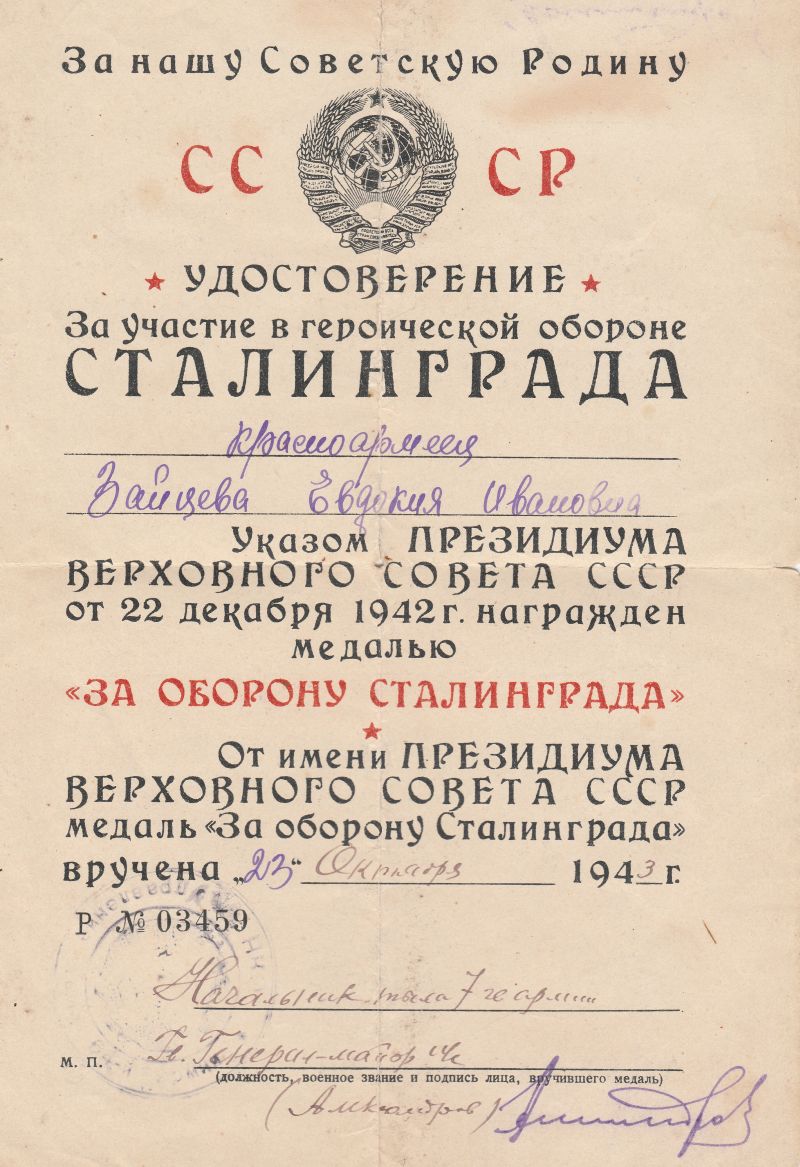 За нашу Советскую Родину
СССР
УДОСТОВЕРЕНИЕ
За участие в героической обороне
СТАЛИНГРАДА
красноармеец
Зайцева Евдокия Ивановна
Указом ПРЕЗИДИУМА
ВЕРХОВНОГО СОВЕТА СССР
от 22 декабря 1942 г. награжден
медалью
«ЗА ОБОРОНУ СТАЛИНГРАДА»
От имени ПРЕЗИДИУМА
ВЕРХОВНОГО СОВЕТА СССР
медаль «За оборону Сталинграда»
вручена „23“ Октября 1943 г.
Р № 03459
Начальник тыла 7 гв армии
Гв. Генерал-майор
М. П.
(должность, военное звание и подпись лица, вручившего медаль)